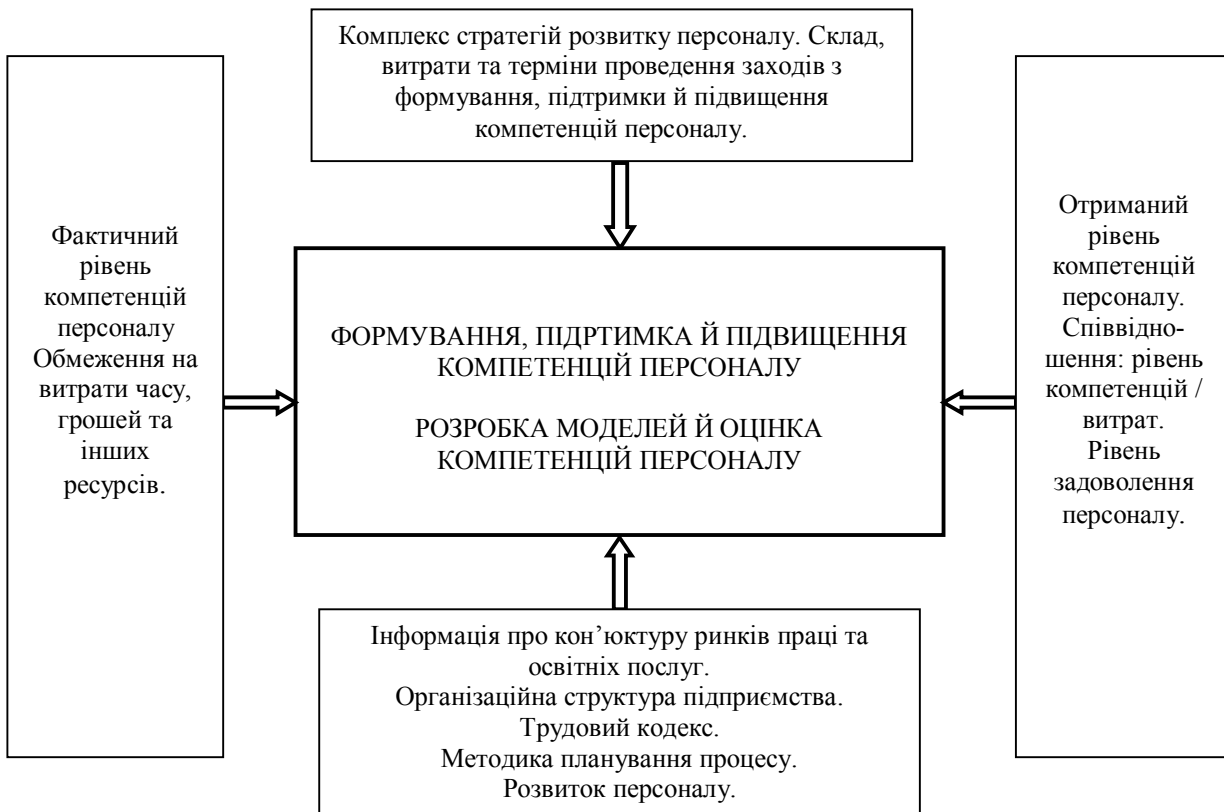 Комплекс стратегій розвитку персоналу. Склад,
витрати та терміни проведення заходів з
формування, підтримки й підвищення
компетенцій персоналу.
Фактичний
рівень
компетенцій
персоналу
Обмеження на
витрати часу,
грошей та
інших
ресурсів.
ФОРМУВАННЯ, ПІДРТИМКА Й ПІДВИЩЕННЯ
КОМПЕТЕНЦІЙ ПЕРСОНАЛУ
РОЗРОБКА МОДЕЛЕЙ Й ОЦІНКА
КОМПЕТЕНЦІЙ ПЕРСОНАЛУ
Отриманий
рівень
компетенцій
персоналу.
Співвідно-
шення: рівень
компетенцій /
витрат.
Рівень
задоволення
персоналу.
Інформація про кон’юктуру ринків праці та
освітніх послуг.
Організаційна структура підприємства.
Трудовий кодекс.
Методика планування процесу.
Розвиток персоналу.